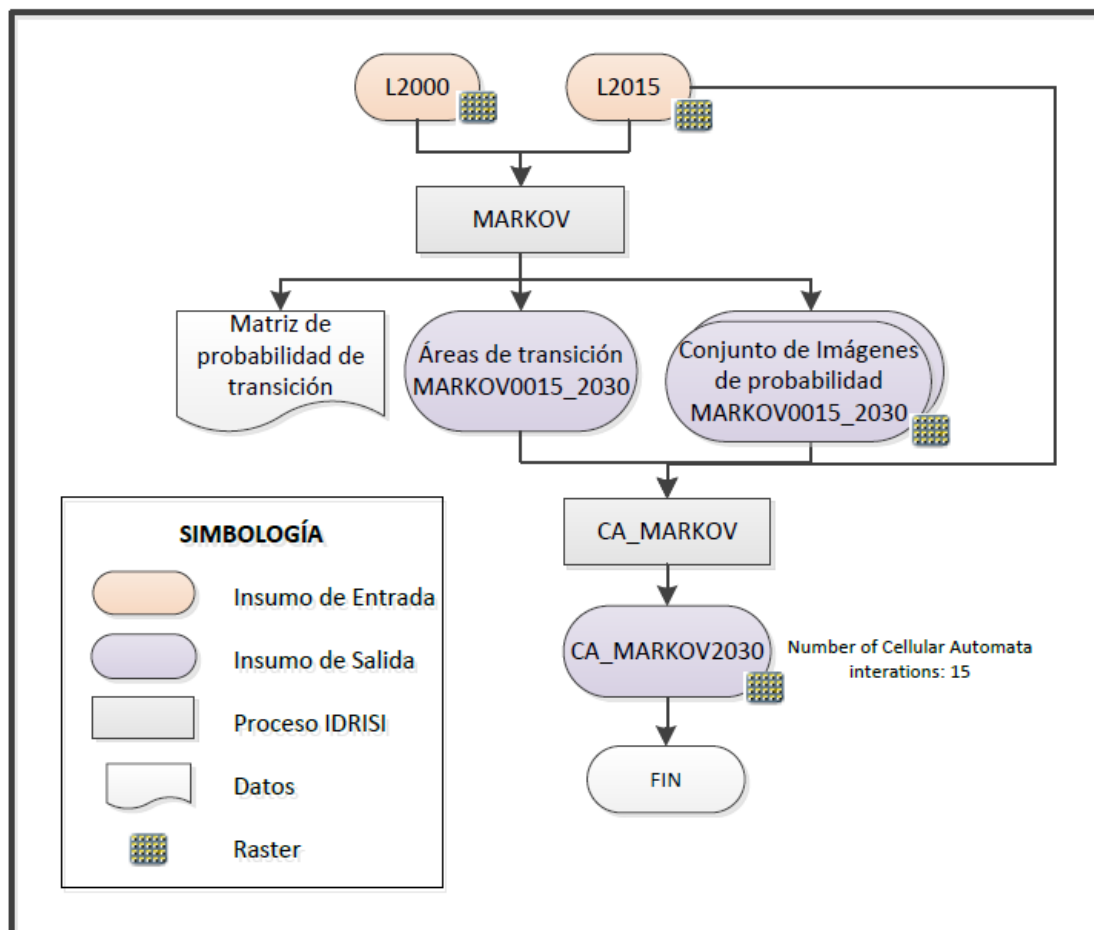 L2000
L2015
MARKOV
Matriz de
probabilidad de
transición
Áreas de transición
MARKOV0015_2030
Conjunto de Imágenes
de probabilidad
MARKOV0015_2030
CA_MARKOV
CA_MARKOV2030
Number of Cellular Automata
interations: 15
FIN
SIMBOLOGÍA
Insumo de Entrada
Insumo de Salida
Proceso IDRISI
Datos
Raster